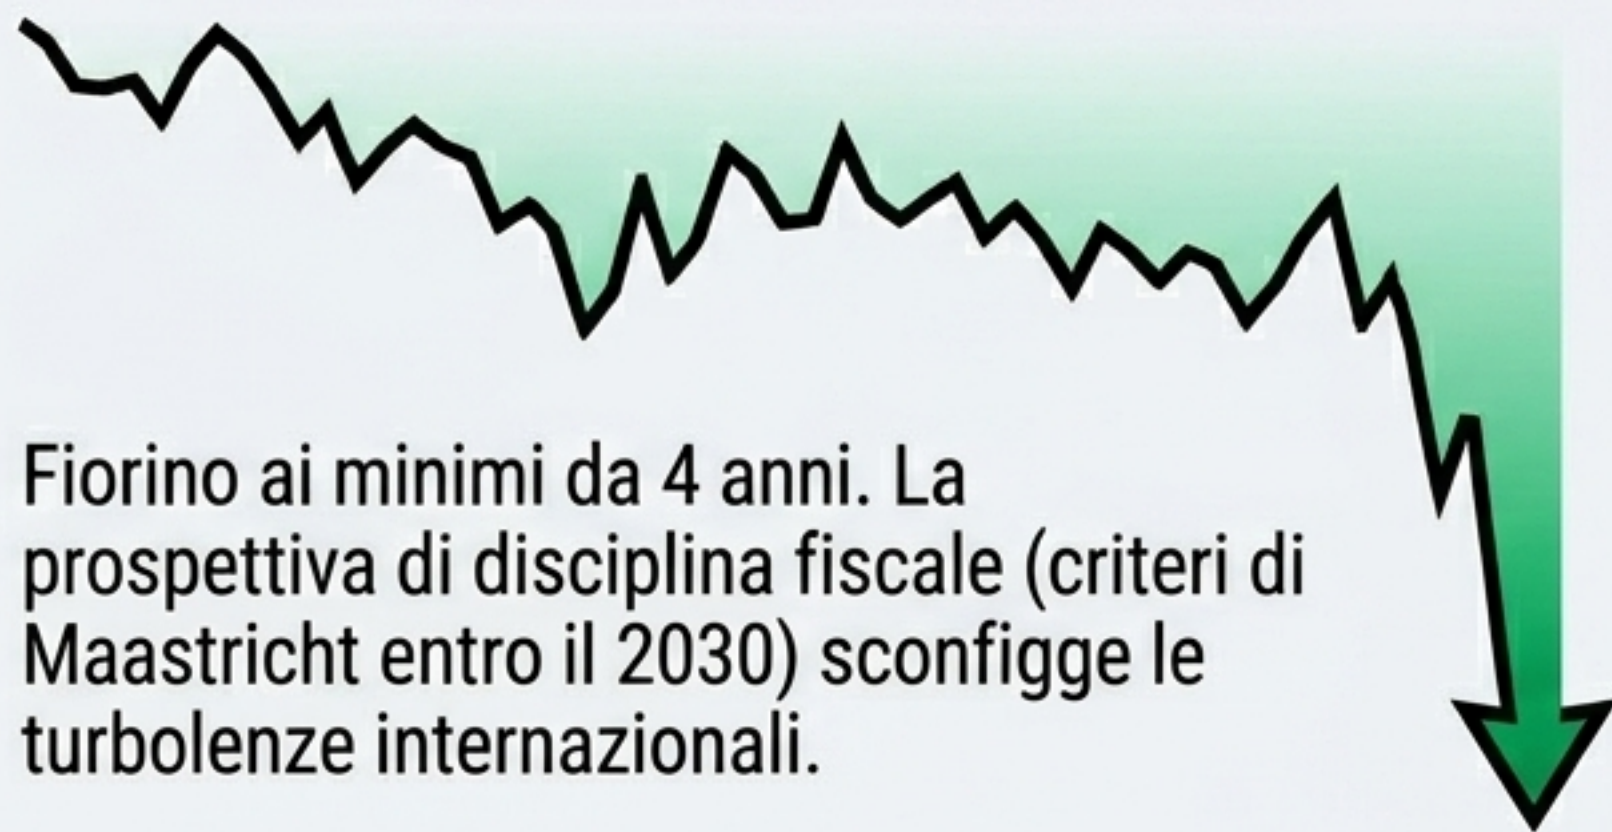 Fiorino ai minimi da 4 anni. La
prospettiva di disciplina fiscale (criteri di
Maastricht entro il 2030) sconfigge le
turbolenze internazionali.